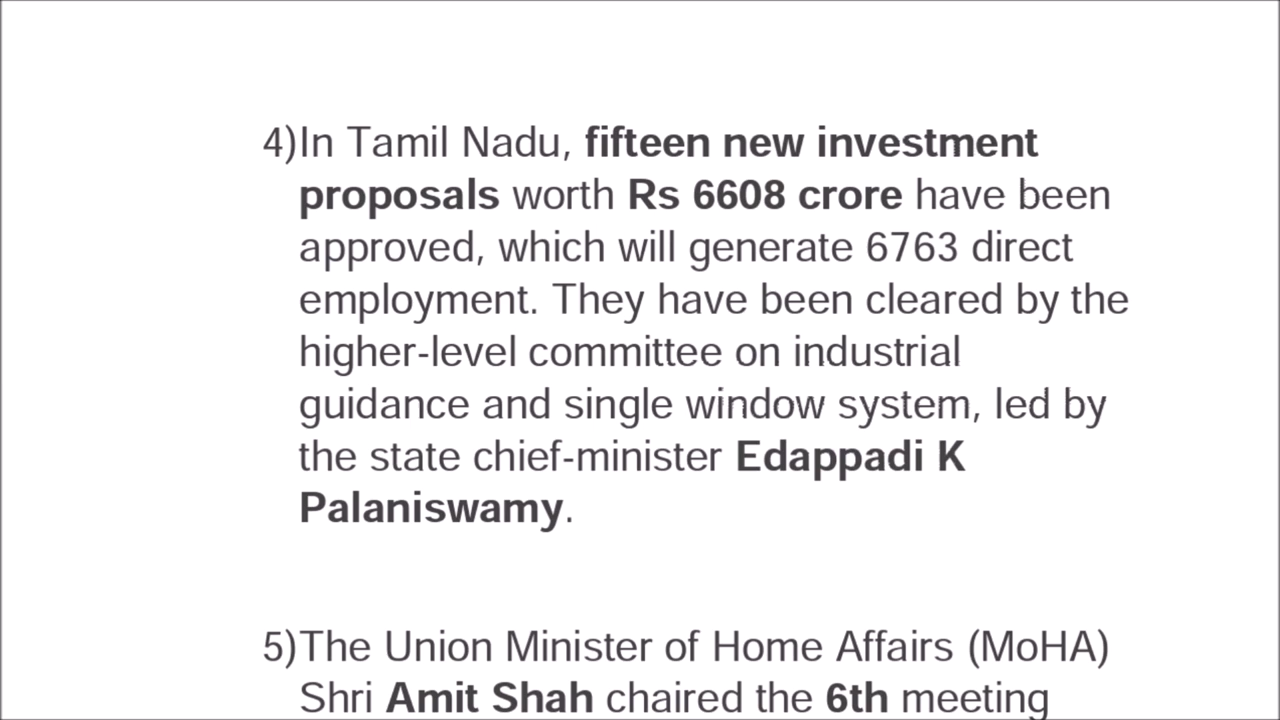 4)In Tamil Nadu, fifteen new investment
proposals worth Rs 6608 crore have been
approved, which will generate 6763 direct
employment. They have been cleared by the
higher-level committee on industrial
guidance and single window system, led by
the state chief-minister Edappadi K
Palaniswamy.
5)The Union Minister of Home Affairs (MoHA)
Shri Amit Shah chaired the 6th meeting